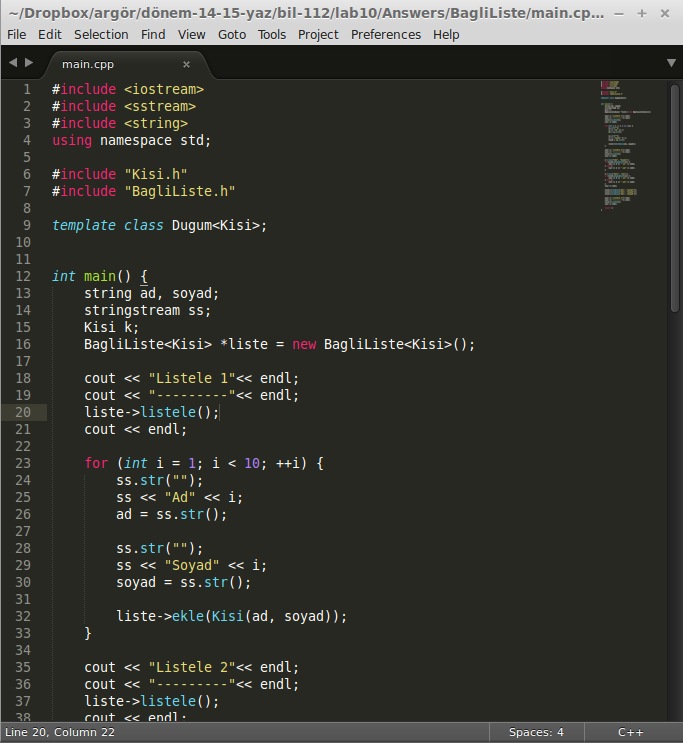 ~/Dropbox/argör/dönem-14-15-yaz/bil-112/lab10/Answers/BagliListe/main.cp...
File Edit Selection Find View Goto Tools Project Preferences Help
main.cpp
1 #include <iostream>
2 #include <sstream>
3 #include <string>
4 using namespace std;
5
6 #include "Kisi.h"
7 #include "BagliListe.h"
8
9 template class Dugum<Kisi>;
10
11
12 int main() {
13     string ad, soyad;
14     stringstream ss;
15     Kisi k;
16     BagliListe<Kisi> *liste = new BagliListe<Kisi>();
17
18     cout << "Listele 1"<< endl;
19     cout << "---------"<< endl;
20     liste->listele();
21     cout << endl;
22
23     for (int i = 1; i < 10; ++i) {
24         ss.str("");
25         ss << "Ad" << i;
26         ad = ss.str();
27
28         ss.str("");
29         ss << "Soyad" << i;
30         soyad = ss.str();
31
32         liste->ekle(Kisi(ad, soyad));
33     }
34
35     cout << "Listele 2"<< endl;
36     cout << "---------"<< endl;
37     liste->listele();
38     cout << endl;
Line 20, Column 22 Spaces: 4 C++